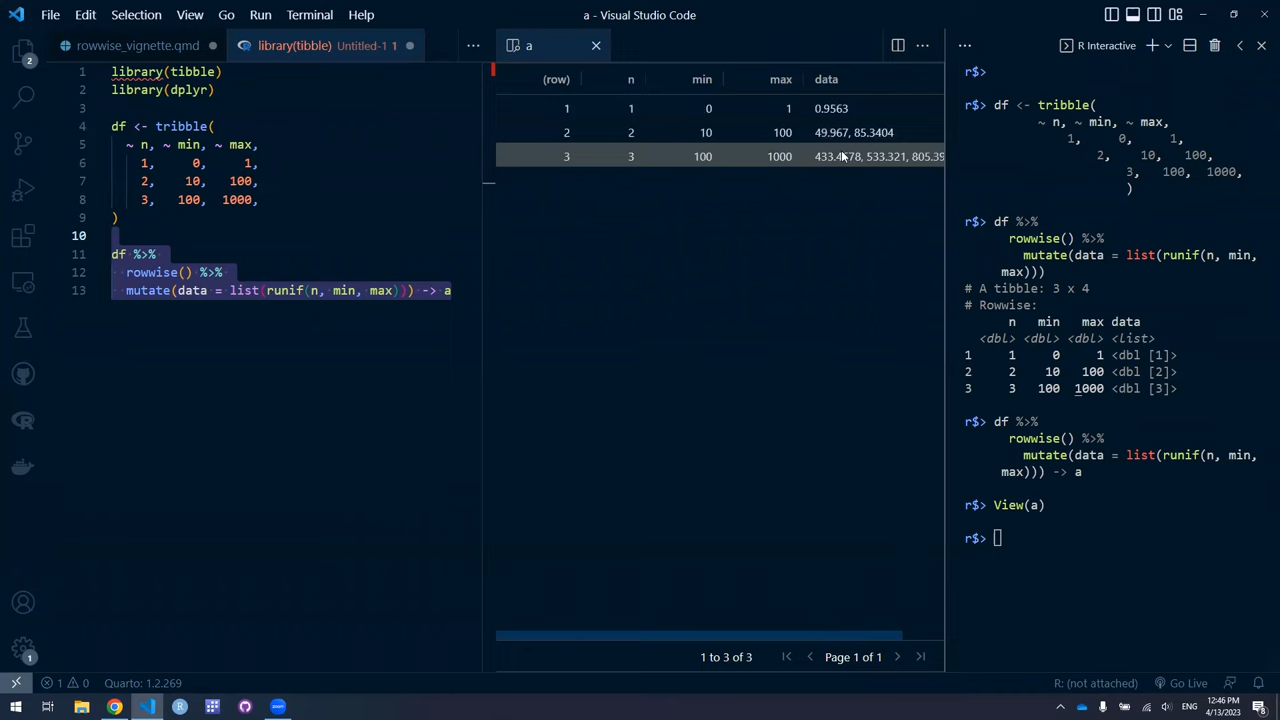 File Edit Selection View Go Run Terminal Help
a - Visual Studio Code
rowwise_vignette.qmd
library(tibble) Untitled-1 1
a
R Interactive
2
1 library(tibble)
2 library(dplyr)
3
4 df <- tribble(
5 ~ n, ~ min, ~ max,
6 1, 0, 1,
7 2, 10, 100,
8 3, 100, 1000,
9 )
10
11 df %>%
12 rowwise() %>%
13 mutate(data = list(runif(n, min, max))) -> a
(row) n min max data
1 1 0 1 0.9563
2 2 10 100 49.967, 85.3404
3 3 100 1000 533.321,
1 to 3 of 3 Page 1 of 1
r$>
r$> df <- tribble(
~ n, ~ min, ~ max,
1, 0, 1,
2, 10, 100,
3, 100, 1000,
)
r$> df %>%
rowwise() %>%
mutate(data = list(runif(n, min,
max)))
# A tibble: 3 x 4
# Rowwise:
n min max data
<dbl> <dbl> <dbl> <list>
1 1 0 1 <dbl [1]>
2 2 10 100 <dbl [2]>
3 3 100 1000 <dbl [3]>
r$> df %>%
rowwise() %>%
mutate(data = list(runif(n, min,
max))) -> a
r$> View(a)
r$>
1
1 0 Quarto: 1.2.269
R: (not attached) Go Live
R
ENG
12:46 PM
4/13/2023
8